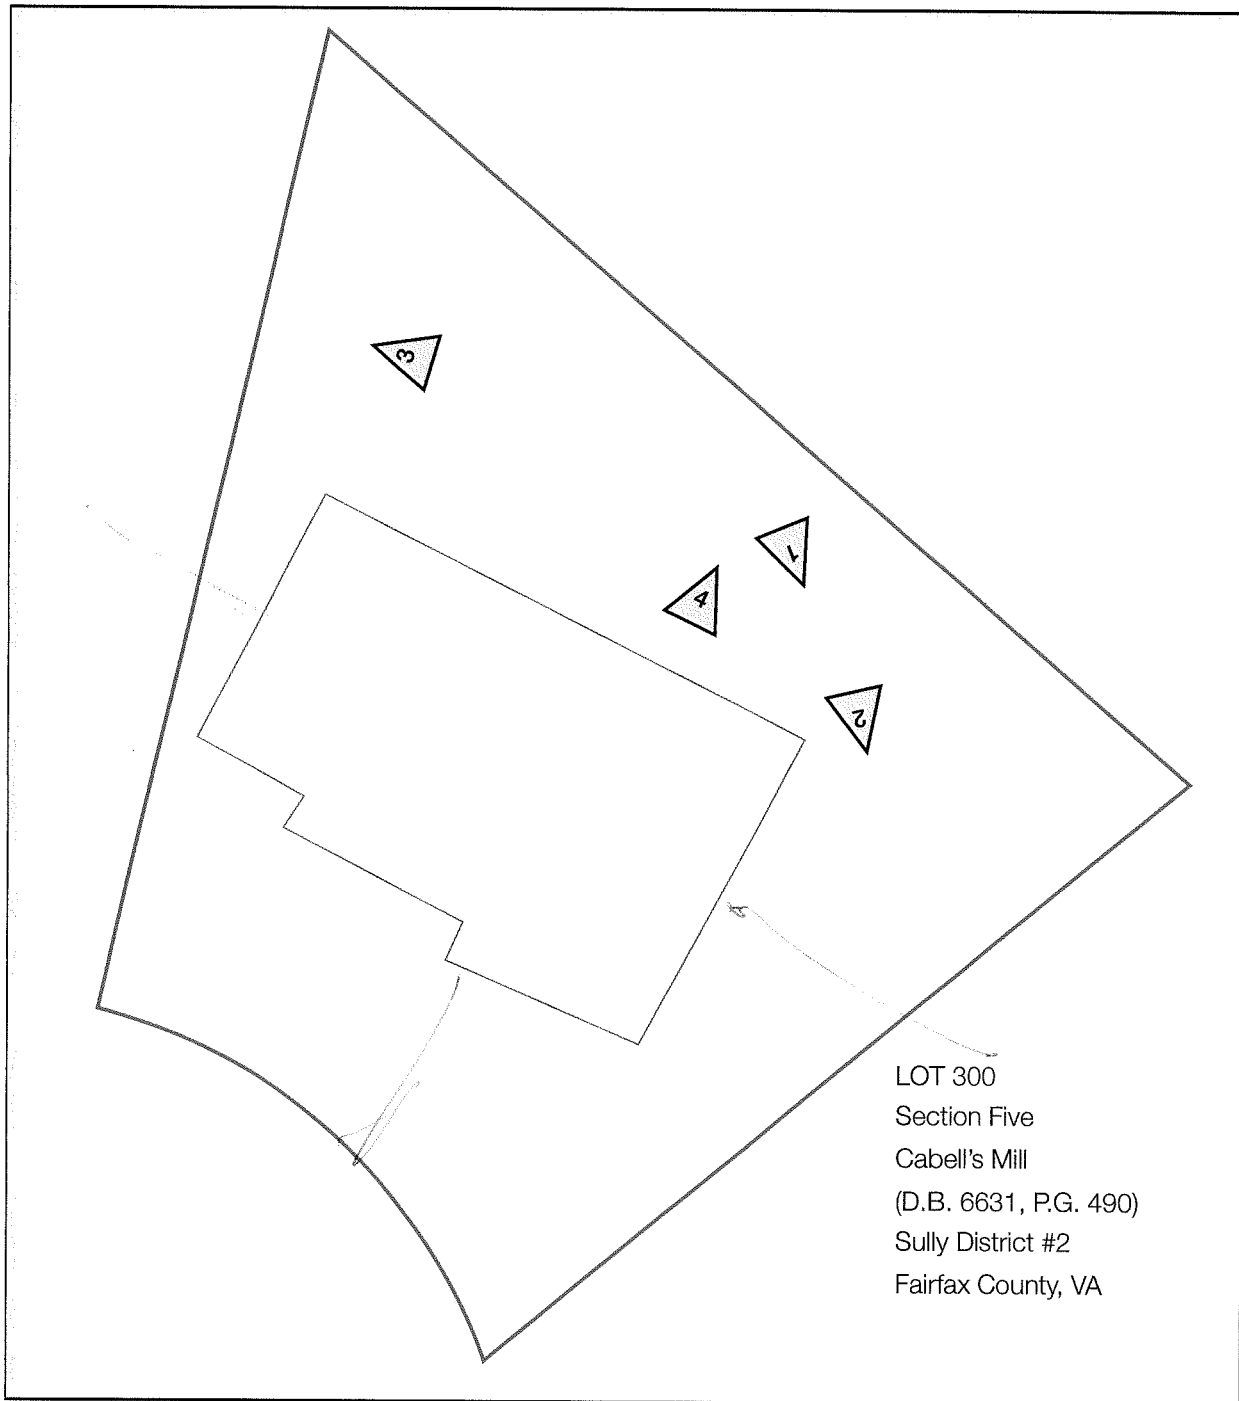 3
1
4
2
LOT 300
Section Five
Cabell's Mill
(D.B. 6631, P.G. 490)
Sully District #2
Fairfax County, VA